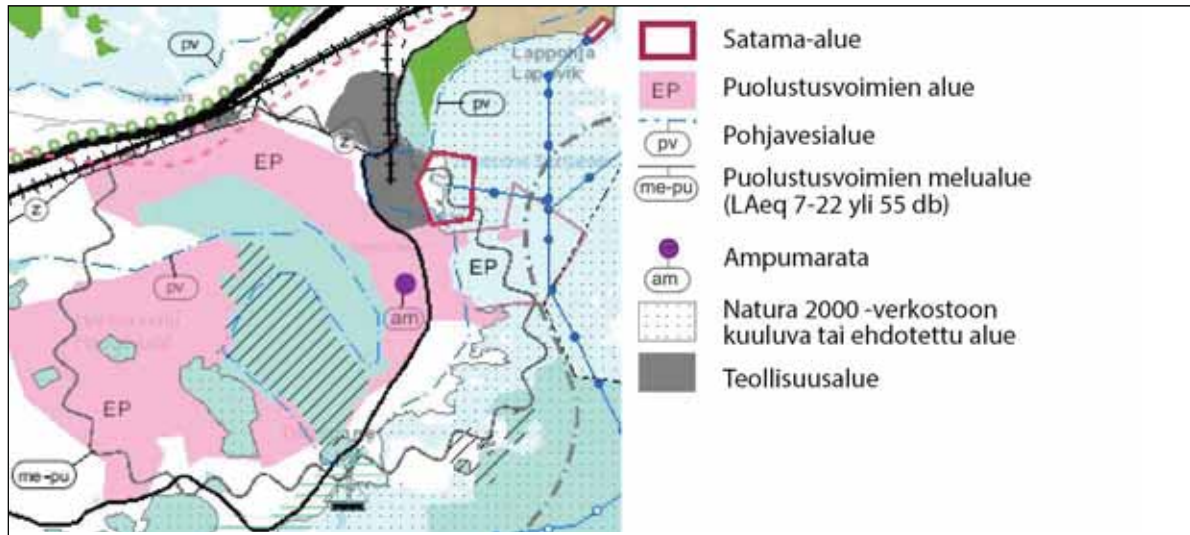 pv
Lappohja
Lappvik
pv
z
EP
z
EP
pv
am
EP
me-pu
Satama-alue
EP
Puolustusvoimien alue
pv
Pohjavesialue
me-pu
Puolustusvoimien melualue
(LAeq 7-22 yli 55 db)
am
Ampumarata
Natura 2000 -verkostoon
kuuluva tai ehdotettu alue
Teollisuusalue